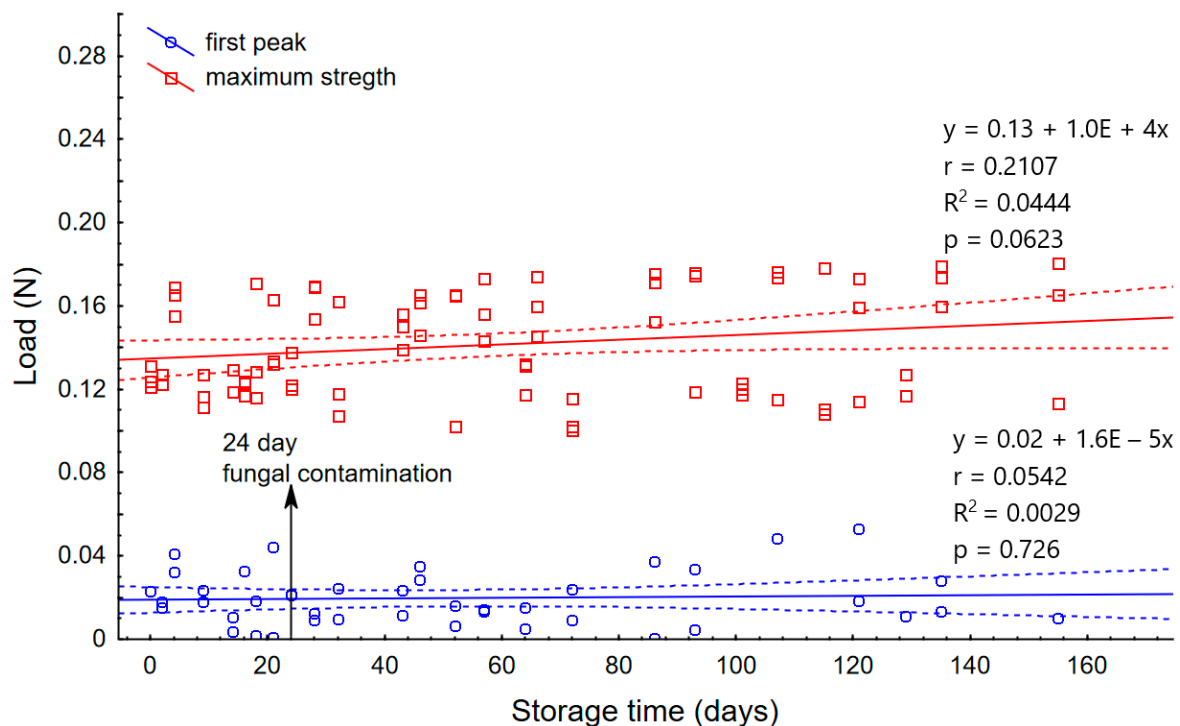 first peak
maximum stregth
y = 0.13 + 1.0E + 4x
r = 0.2107
R² = 0.0444
p = 0.0623
24 day
fungal contamination
y = 0.02 + 1.6E – 5x
r = 0.0542
R² = 0.0029
p = 0.726
Load (N)
0.28
0.24
0.20
0.16
0.12
0.08
0.04
0
0 20 40 60 80 100 120 140 160
Storage time (days)